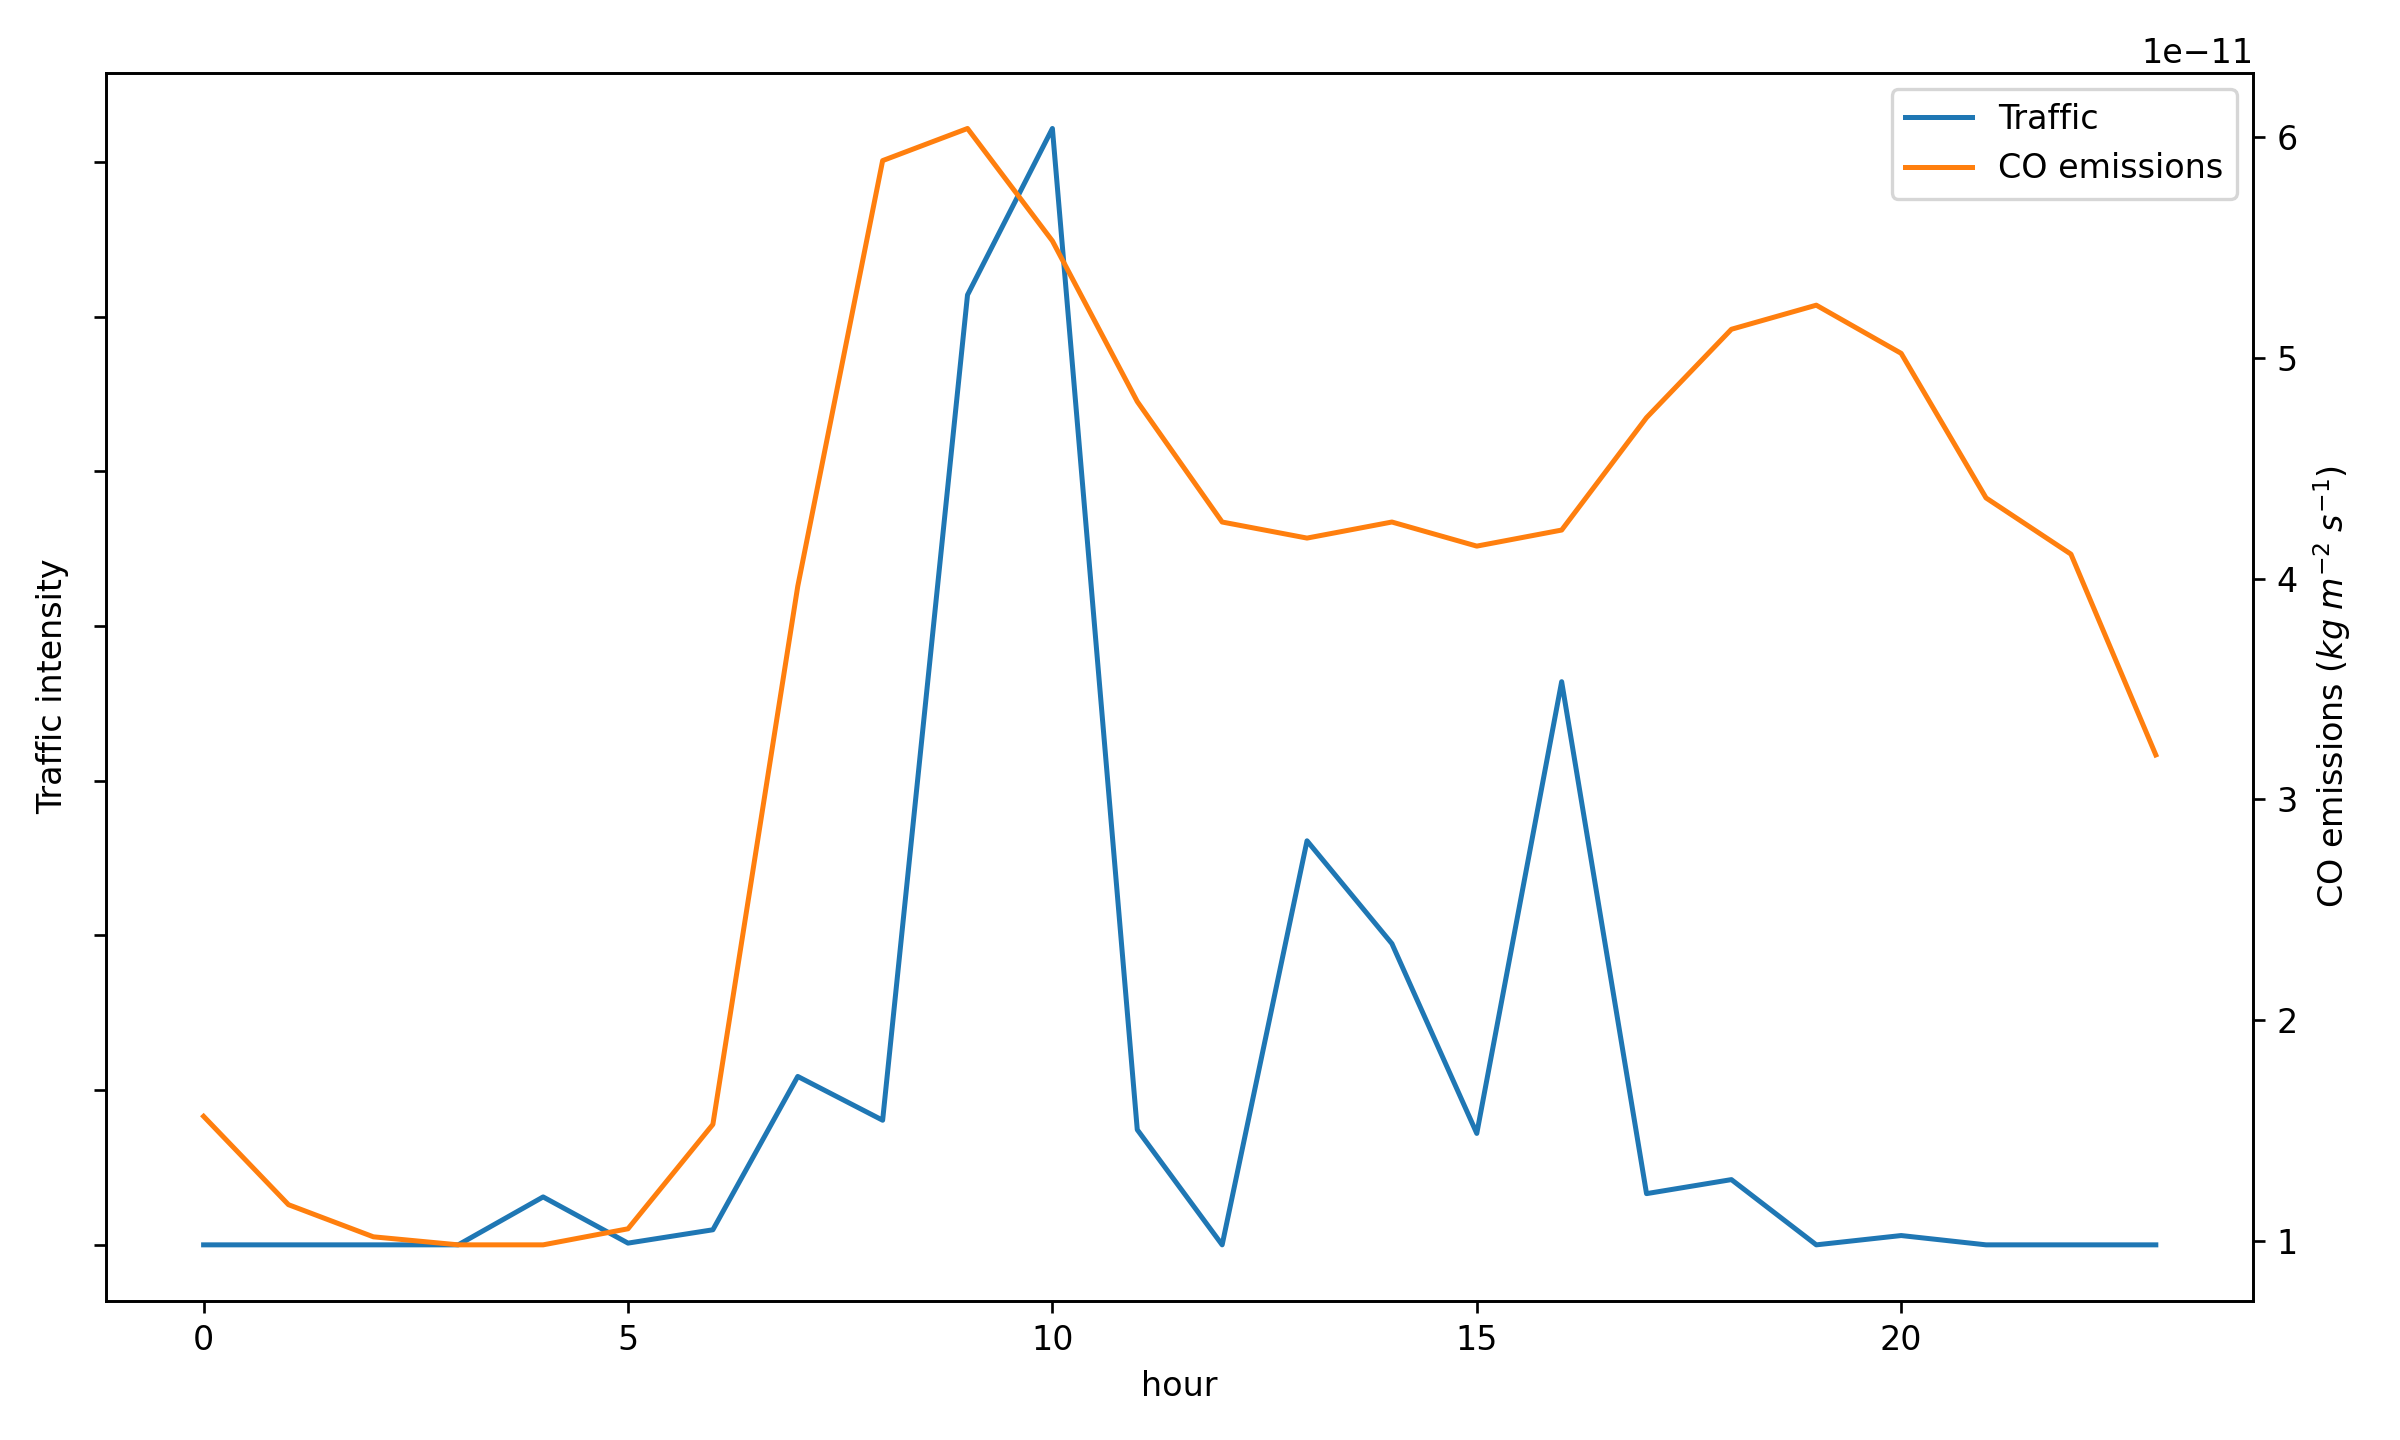 1e−11
Traffic
CO emissions
6
5
4
3
2
1
Traffic intensity
CO emissions (kg m⁻² s⁻¹)
0 5 10 15 20
hour